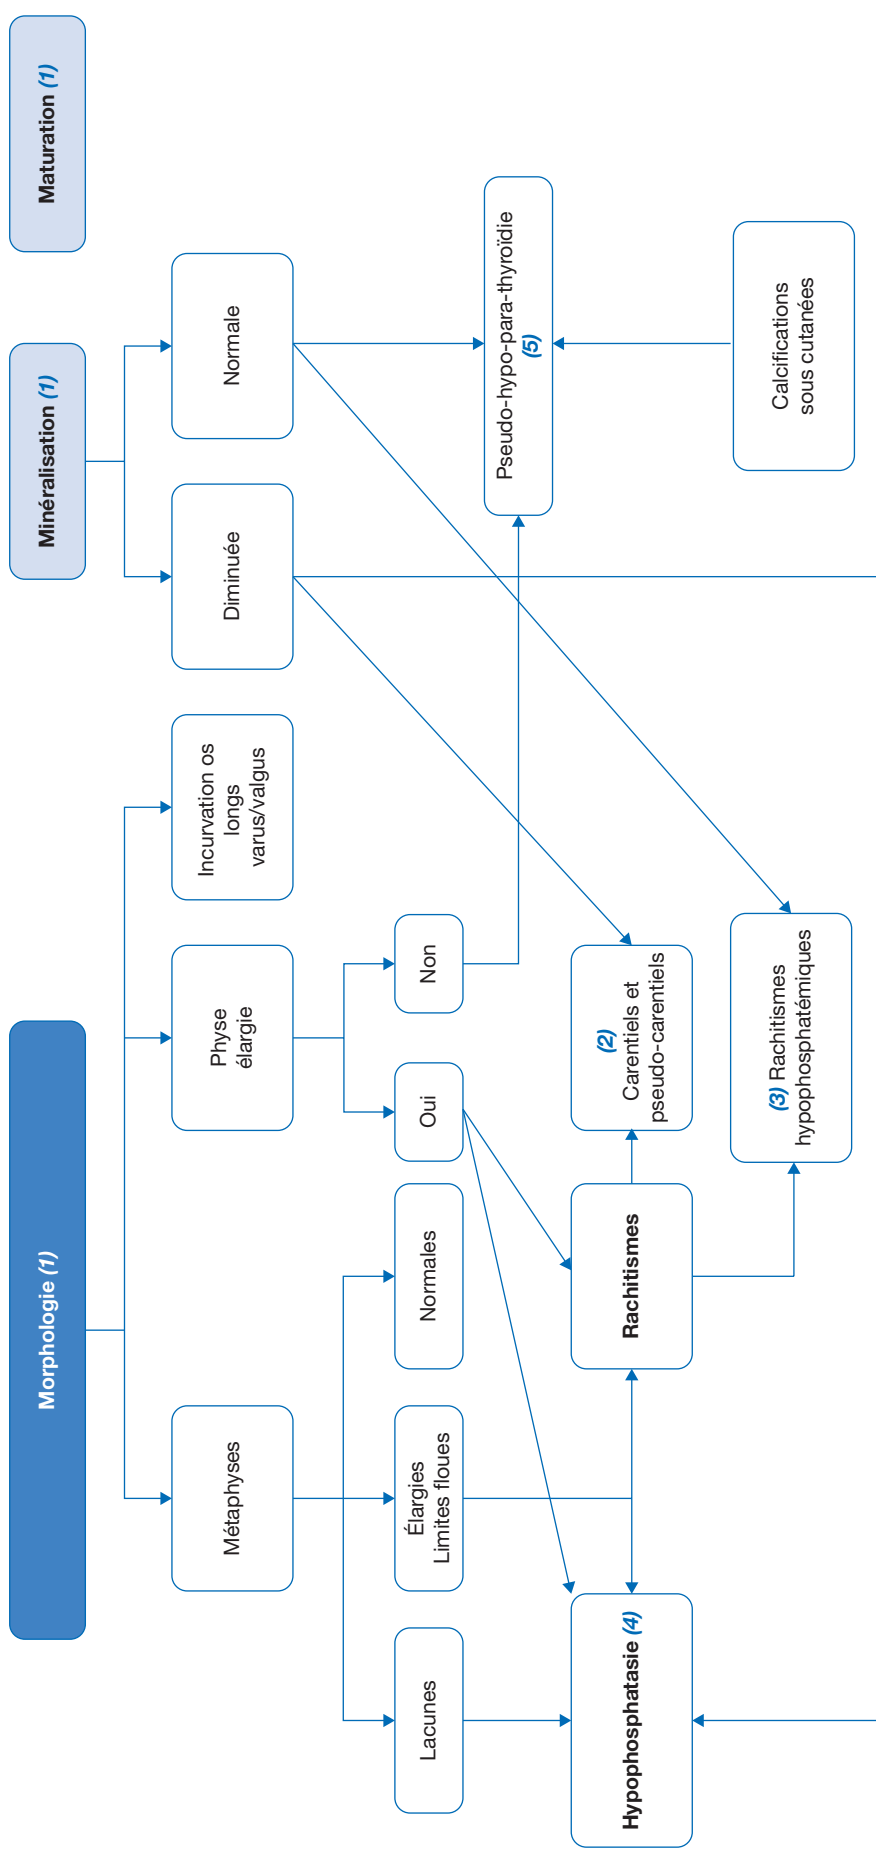 Morphologie (1)
Minéralisation (1)
Maturation (1)
Métaphyses
Physe
élargie
Incurvation os
longs
varus/valgus
Diminuée
Normale
Lacunes
Élargies
Limites floues
Normales
Oui
Non
Pseudo-hypo-para-thyroïdie
(5)
Hypophosphatasie (4)
Rachitismes
(2)
Carentiels et
pseudo-carentiels
(3) Rachitismes
hypophosphatémiques
Calcifications
sous cutanées